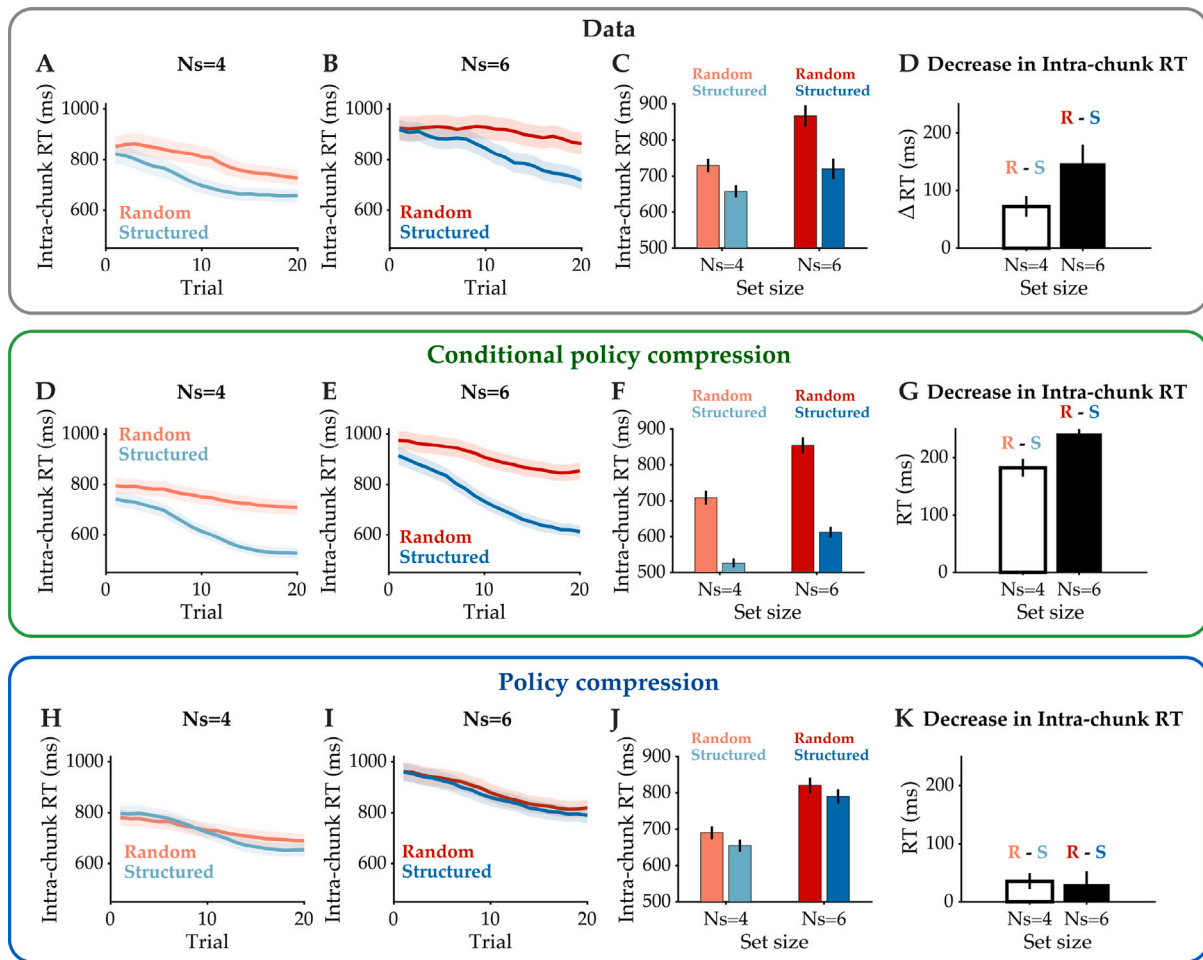 Data
A
Ns=4
Intra-chunk RT (ms)
1000
800
600
Random
Structured
0
10
20
Trial
B
Ns=6
Intra-chunk RT (ms)
1000
800
600
Random
Structured
0
10
20
Trial
C
Random
Structured
Random
Structured
Intra-chunk RT (ms)
900
800
700
600
500
Ns=4
Ns=6
Set size
D Decrease in Intra-chunk RT
R - S
R - S
Δ RT (ms)
200
100
0
Ns=4
Ns=6
Set size
Conditional policy compression
D
Ns=4
Intra-chunk RT (ms)
1000
800
600
Random
Structured
0
10
20
Trial
E
Ns=6
Intra-chunk RT (ms)
1000
800
600
Random
Structured
0
10
20
Trial
F
Random
Structured
Random
Structured
Intra-chunk RT (ms)
900
800
700
600
500
Ns=4
Ns=6
Set size
G Decrease in Intra-chunk RT
R - S
R - S
RT (ms)
200
100
0
Ns=4
Ns=6
Set size
Policy compression
H
Ns=4
Intra-chunk RT (ms)
1000
800
600
Random
Structured
0
10
20
Trial
I
Ns=6
Intra-chunk RT (ms)
1000
800
600
Random
Structured
0
10
20
Trial
J
Random
Structured
Random
Structured
Intra-chunk RT (ms)
900
800
700
600
500
Ns=4
Ns=6
Set size
K Decrease in Intra-chunk RT
R - S
R - S
RT (ms)
200
100
0
Ns=4
Ns=6
Set size